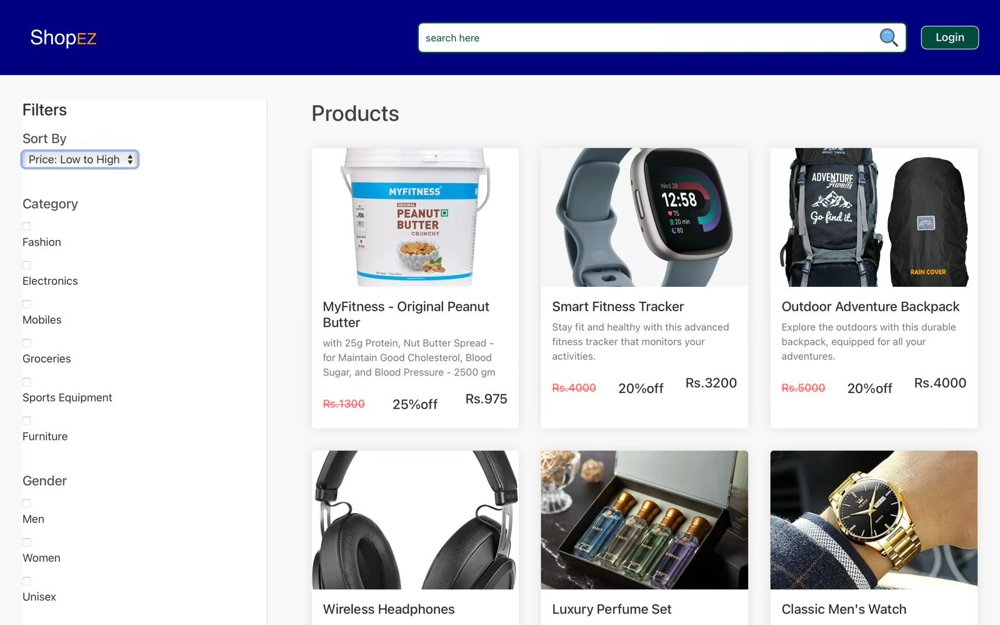 ShopEZ
search here
Login
Filters
Sort By
Price: Low to High
Category
Fashion
Electronics
Mobiles
Groceries
Sports Equipment
Furniture
Gender
Men
Women
Unisex
Products
MYFITNESS
ORIGINAL
PEANUT
BUTTER
CRUNCHY
MyFitness - Original Peanut
Butter
with 25g Protein, Nut Butter Spread -
for Maintain Good Cholesterol, Blood
Sugar, and Blood Pressure - 2500 gm
Rs.1300 25%off Rs.975
Wed 28
12:58
75
20 min
80
Smart Fitness Tracker
Stay fit and healthy with this advanced
fitness tracker that monitors your
activities.
Rs.4000 20%off Rs.3200
MOUNT TRACK
ADVENTURE
Awaits
Go find it.
RAIN COVER
Outdoor Adventure Backpack
Explore the outdoors with this durable
backpack, equipped for all your
adventures.
Rs.5000 20%off Rs.4000
Wireless Headphones
ELECT
CHAOS
POISE
URBANE
Luxury Perfume Set
Classic Men's Watch